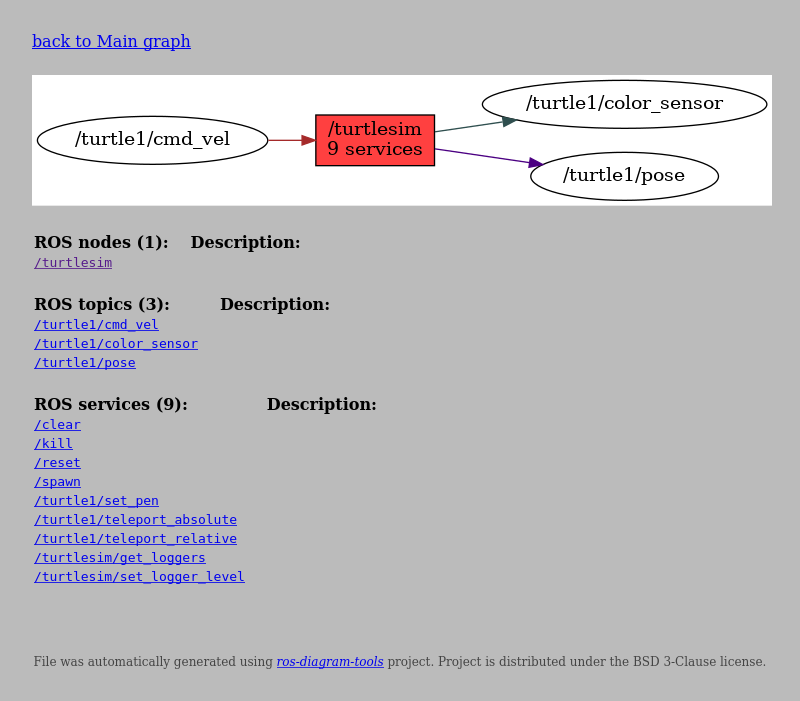 back to Main graph
/turtle1/cmd_vel
/turtlesim
9 services
/turtle1/color_sensor
/turtle1/pose
ROS nodes (1): Description:
/turtlesim
ROS topics (3): Description:
/turtle1/cmd_vel
/turtle1/color_sensor
/turtle1/pose
ROS services (9): Description:
/clear
/kill
/reset
/spawn
/turtle1/set_pen
/turtle1/teleport_absolute
/turtle1/teleport_relative
/turtlesim/get_loggers
/turtlesim/set_logger_level
File was automatically generated using ros-diagram-tools project. Project is distributed under the BSD 3-Clause license.